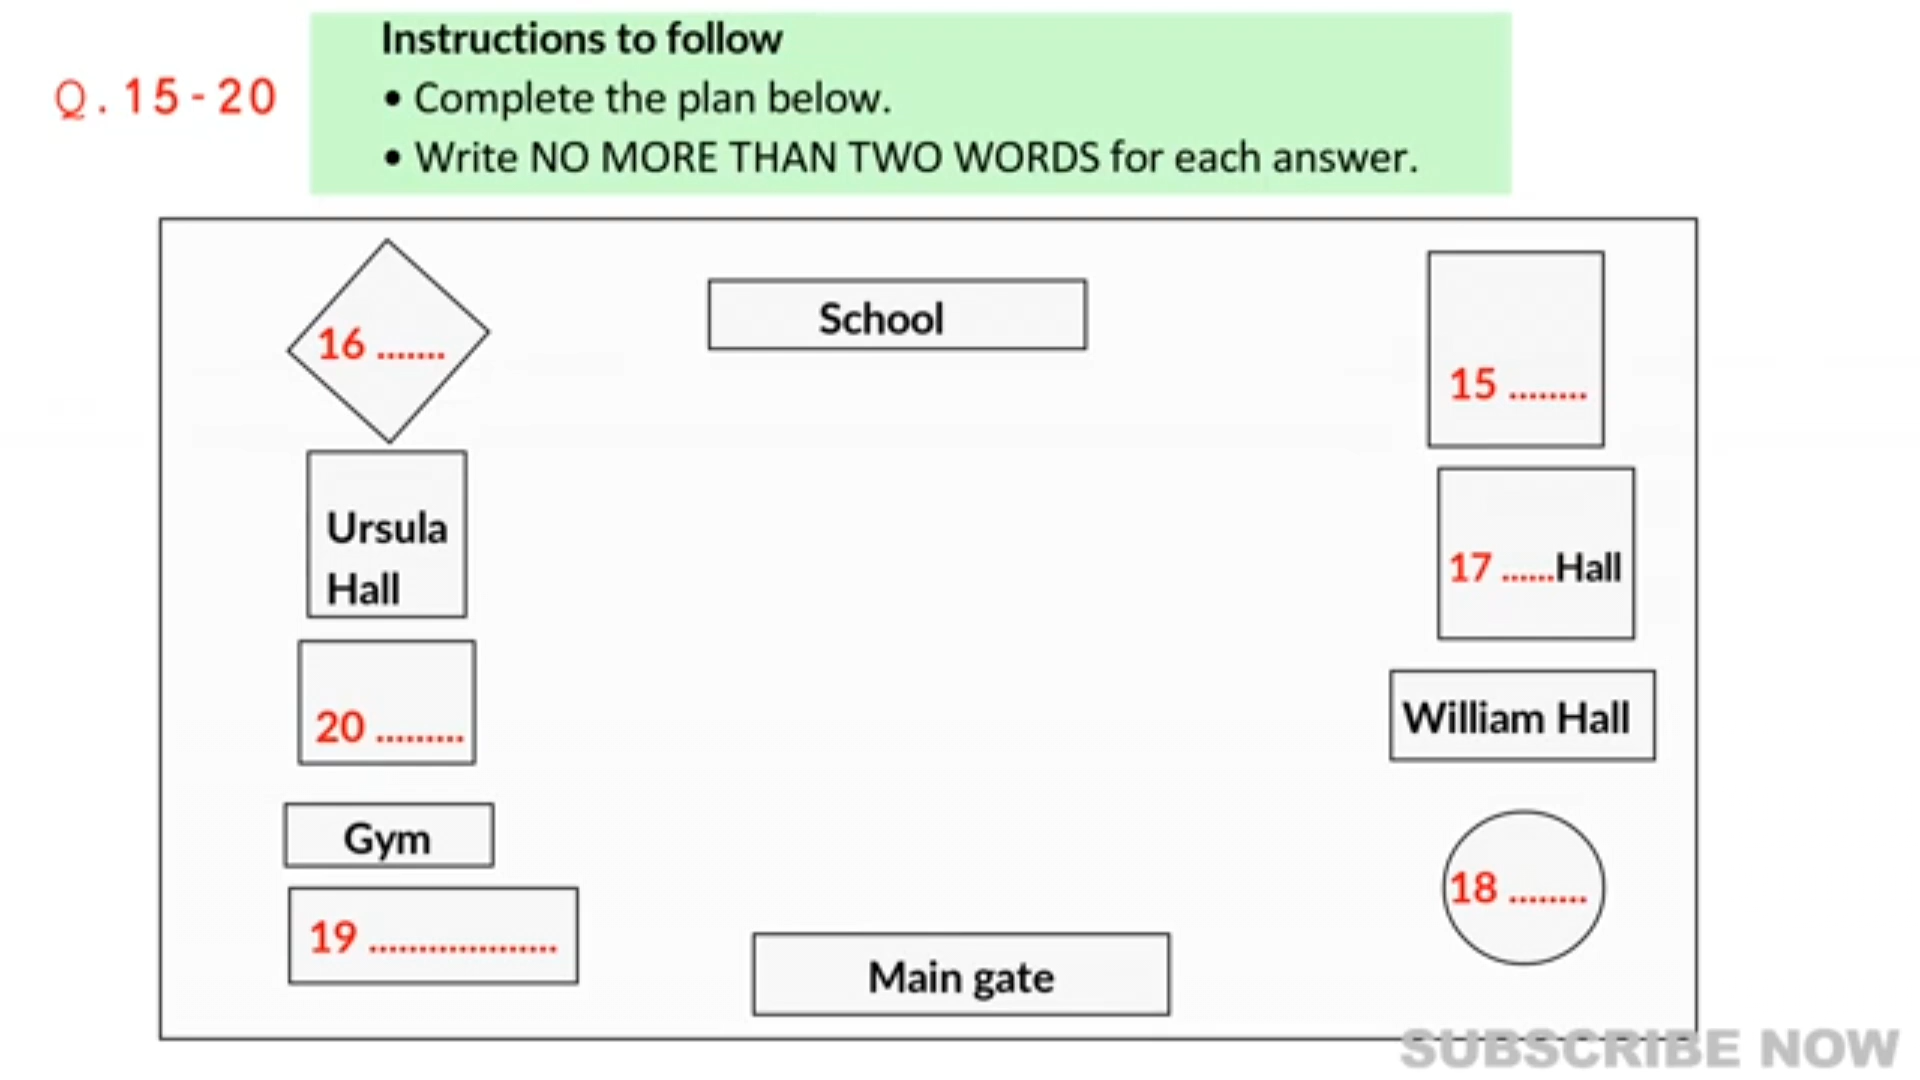 Instructions to follow
Q.15-20
• Complete the plan below.
• Write NO MORE THAN TWO WORDS for each answer.
16 .......
School
15 ........
Ursula
Hall
17 ......Hall
20 .........
William Hall
Gym
18 ........
19 ...................
Main gate
SUBSCRIBE NOW